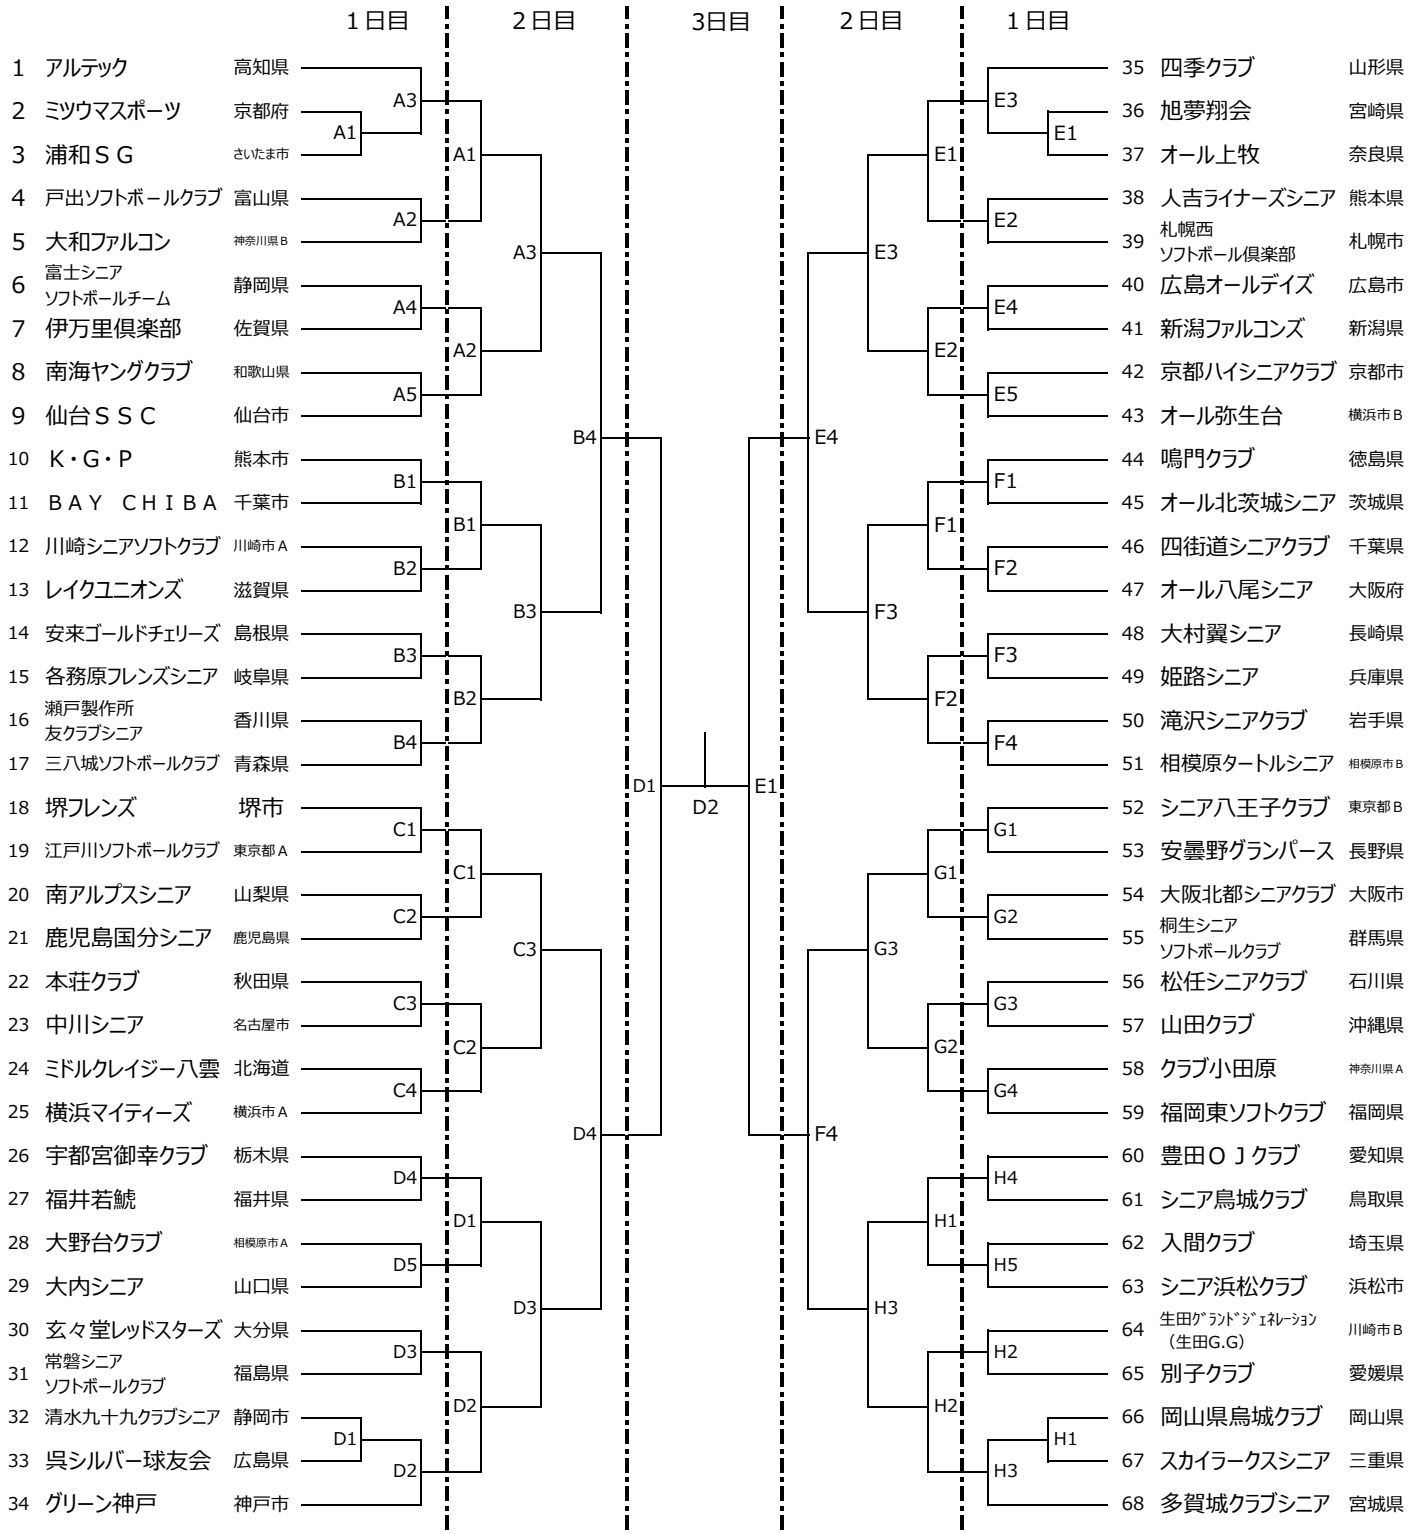 1日目 2日目 3日目 2日目 1日目
1 アルテック 高知県
2 ミツウマスポーツ 京都府
3 浦和ＳＧ さいたま市
4 戸出ソフトボールクラブ 富山県
5 大和ファルコン 神奈川県Ｂ
6 富士シニア
ソフトボールチーム 静岡県
7 伊万里倶楽部 佐賀県
8 南海ヤングクラブ 和歌山県
9 仙台ＳＳＣ 仙台市
10 K・G・P 熊本市
11 ＢＡＹ ＣＨＩＢＡ 千葉市
12 川崎シニアソフトクラブ 川崎市Ａ
13 レイクユニオンズ 滋賀県
14 安来ゴールドチェリーズ 島根県
15 各務原フレンズシニア 岐阜県
16 瀬戸製作所
友クラブシニア 香川県
17 三八城ソフトボールクラブ 青森県
18 堺フレンズ 堺市
19 江戸川ソフトボールクラブ 東京都Ａ
20 南アルプスシニア 山梨県
21 鹿児島国分シニア 鹿児島県
22 本荘クラブ 秋田県
23 中川シニア 名古屋市
24 ミドルクレイジー八雲 北海道
25 横浜マイティーズ 横浜市Ａ
26 宇都宮御幸クラブ 栃木県
27 福井若鯱 福井県
28 大野台クラブ 相模原市Ａ
29 大内シニア 山口県
30 玄々堂レッドスターズ 大分県
31 常磐シニア
ソフトボールクラブ 福島県
32 清水九十九クラブシニア 静岡市
33 呉シルバー球友会 広島県
34 グリーン神戸 神戸市
A1
A3
A2
A4
A5
B1
B2
B3
B4
C1
C2
C3
C4
D4
D5
D3
D1
D2
A1
A2
B1
B2
C1
C2
D1
D2
A3
B3
C3
D3
B4
D4
D1
D2
E1
E4
F4
E3
F3
G3
H3
E1
E2
F1
F2
G1
G2
H1
H2
E3
E1
E2
E4
E5
F1
F2
F3
F4
G1
G2
G3
G4
H4
H5
H2
H1
H3
35 四季クラブ 山形県
36 旭夢翔会 宮崎県
37 オール上牧 奈良県
38 人吉ライナーズシニア 熊本県
39 札幌西
ソフトボール倶楽部 札幌市
40 広島オールデイズ 広島市
41 新潟ファルコンズ 新潟県
42 京都ハイシニアクラブ 京都市
43 オール弥生台 横浜市Ｂ
44 鳴門クラブ 徳島県
45 オール北茨城シニア 茨城県
46 四街道シニアクラブ 千葉県
47 オール八尾シニア 大阪府
48 大村翼シニア 長崎県
49 姫路シニア 兵庫県
50 滝沢シニアクラブ 岩手県
51 相模原タートルシニア 相模原市Ｂ
52 シニア八王子クラブ 東京都Ｂ
53 安曇野グランパース 長野県
54 大阪北都シニアクラブ 大阪市
55 桐生シニア
ソフトボールクラブ 群馬県
56 松任シニアクラブ 石川県
57 山田クラブ 沖縄県
58 クラブ小田原 神奈川県Ａ
59 福岡東ソフトクラブ 福岡県
60 豊田ＯＪクラブ 愛知県
61 シニア鳥城クラブ 鳥取県
62 入間クラブ 埼玉県
63 シニア浜松クラブ 浜松市
64 生田ｸﾞﾗﾝﾄﾞｼﾞｪﾈﾚｰｼｮﾝ
（生田G.G） 川崎市Ｂ
65 別子クラブ 愛媛県
66 岡山県烏城クラブ 岡山県
67 スカイラークスシニア 三重県
68 多賀城クラブシニア 宮城県